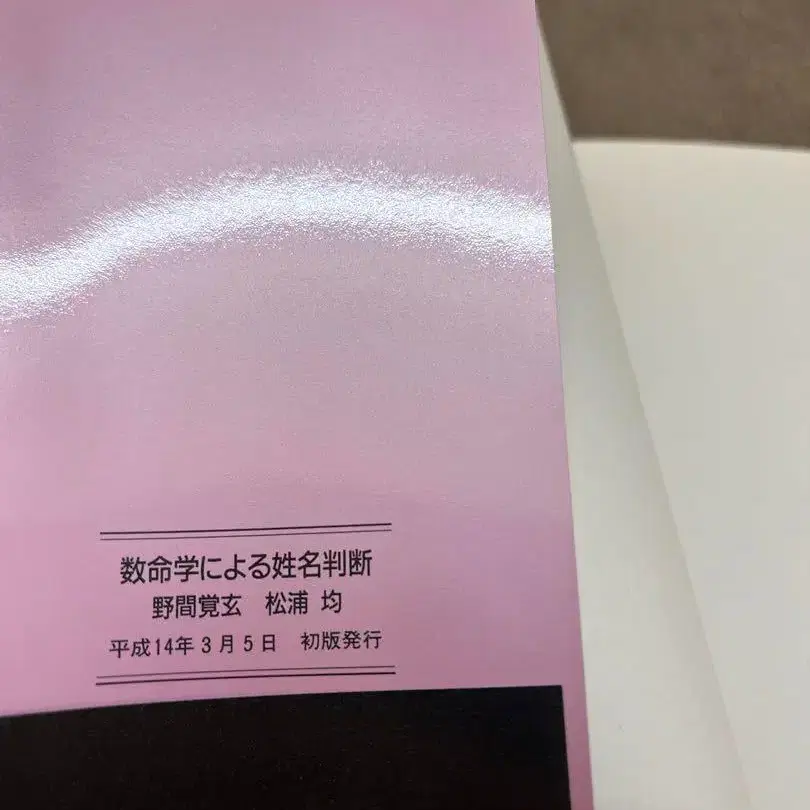 数命学による姓名判断
野間覚玄　松浦 均
平成14年3月5日　初版発行